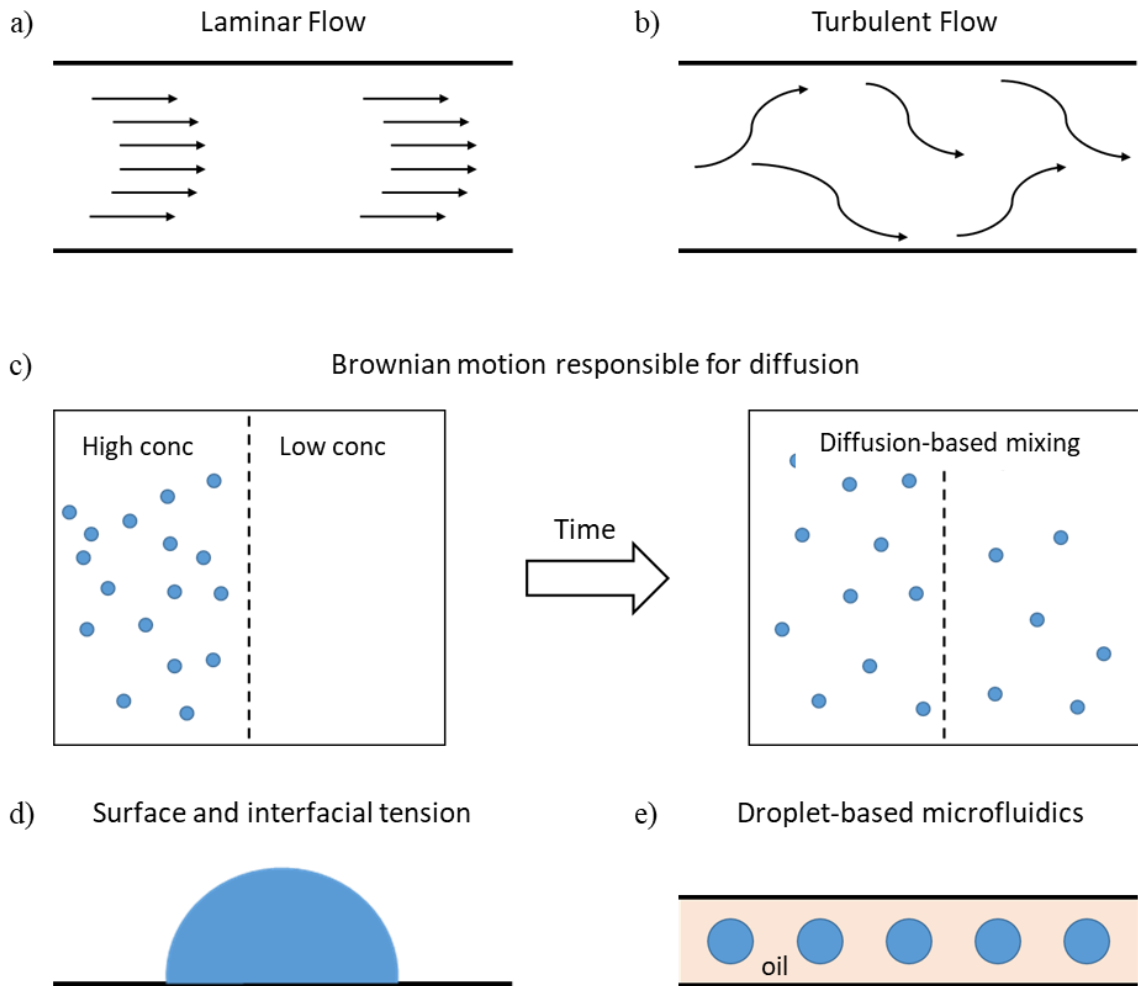 a)
Laminar Flow
b)
Turbulent Flow
c)
Brownian motion responsible for diffusion
High conc
Low conc
Time
Diffusion-based mixing
d)
Surface and interfacial tension
e)
Droplet-based microfluidics
oil